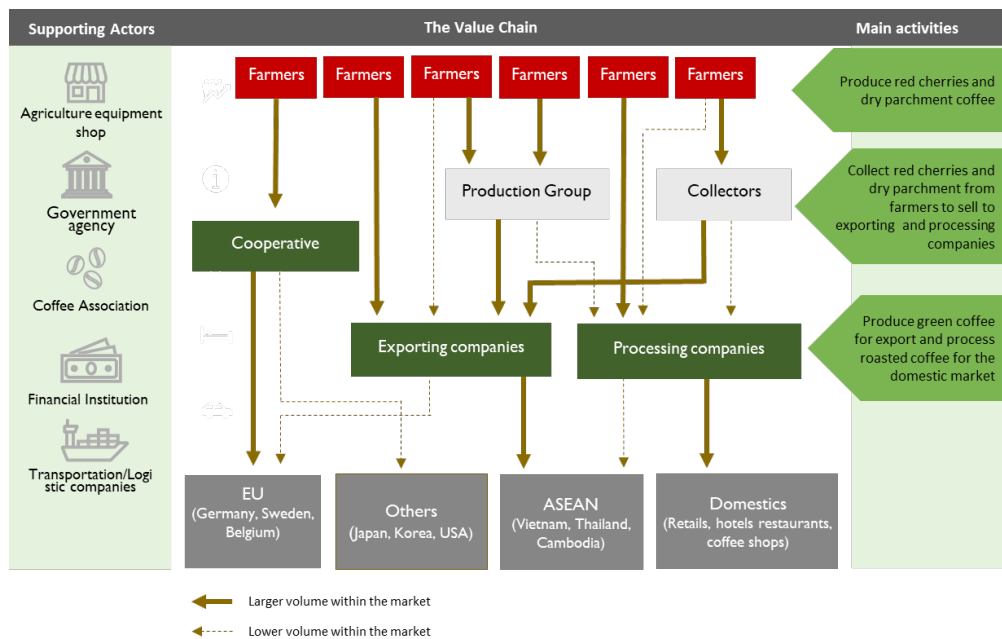 Supporting Actors
The Value Chain
Main activities
Agriculture equipment
shop
Government
agency
Coffee Association
Financial Institution
Transportation/Logi
stic companies
Farmers
Farmers
Farmers
Farmers
Farmers
Farmers
Production Group
Collectors
Cooperative
Exporting companies
Processing companies
EU
(Germany, Sweden,
Belgium)
Others
(Japan, Korea, USA)
ASEAN
(Vietnam, Thailand,
Cambodia)
Domestics
(Retails, hotels restaurants,
coffee shops)
Produce red cherries and
dry parchment coffee
Collect red cherries and
dry parchment from
farmers to sell to
exporting and processing
companies
Produce green coffee
for export and process
roasted coffee for the
domestic market
Larger volume within the market
Lower volume within the market